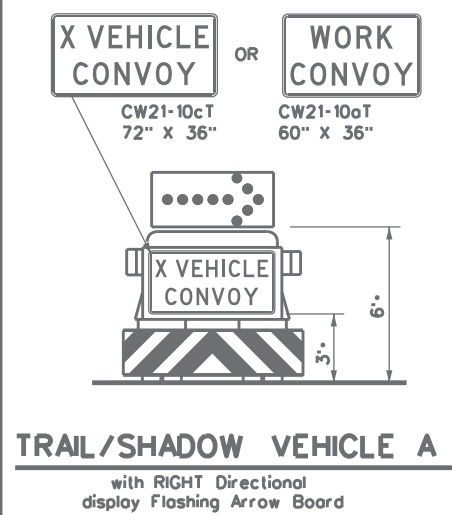 X VEHICLE
CONVOY
OR
WORK
CONVOY
CW21-10cT
72" X 36"
CW21-10aT
60" X 36"
X VEHICLE
CONVOY
6'•
3'•
TRAIL/SHADOW VEHICLE A
with RIGHT Directional
display Flashing Arrow Board